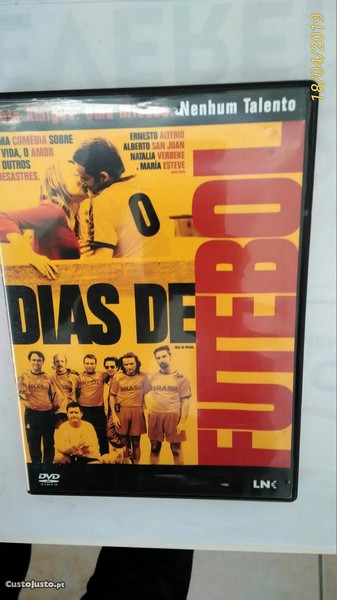 18/04/2019
Nenhum Talento
UMA COMÉDIA SOBRE
A VIDA, O AMOR
E OUTROS
DESASTRES.
ERNESTO ALTERIO
ALBERTO SAN JUAN
NATALIA VERBEKE
MARÍA ESTEVE
0
DIAS DE
FUTEBOL
BRASIL
BRASIL
DVD
VIDEO
LNK
CustoJusto.pt